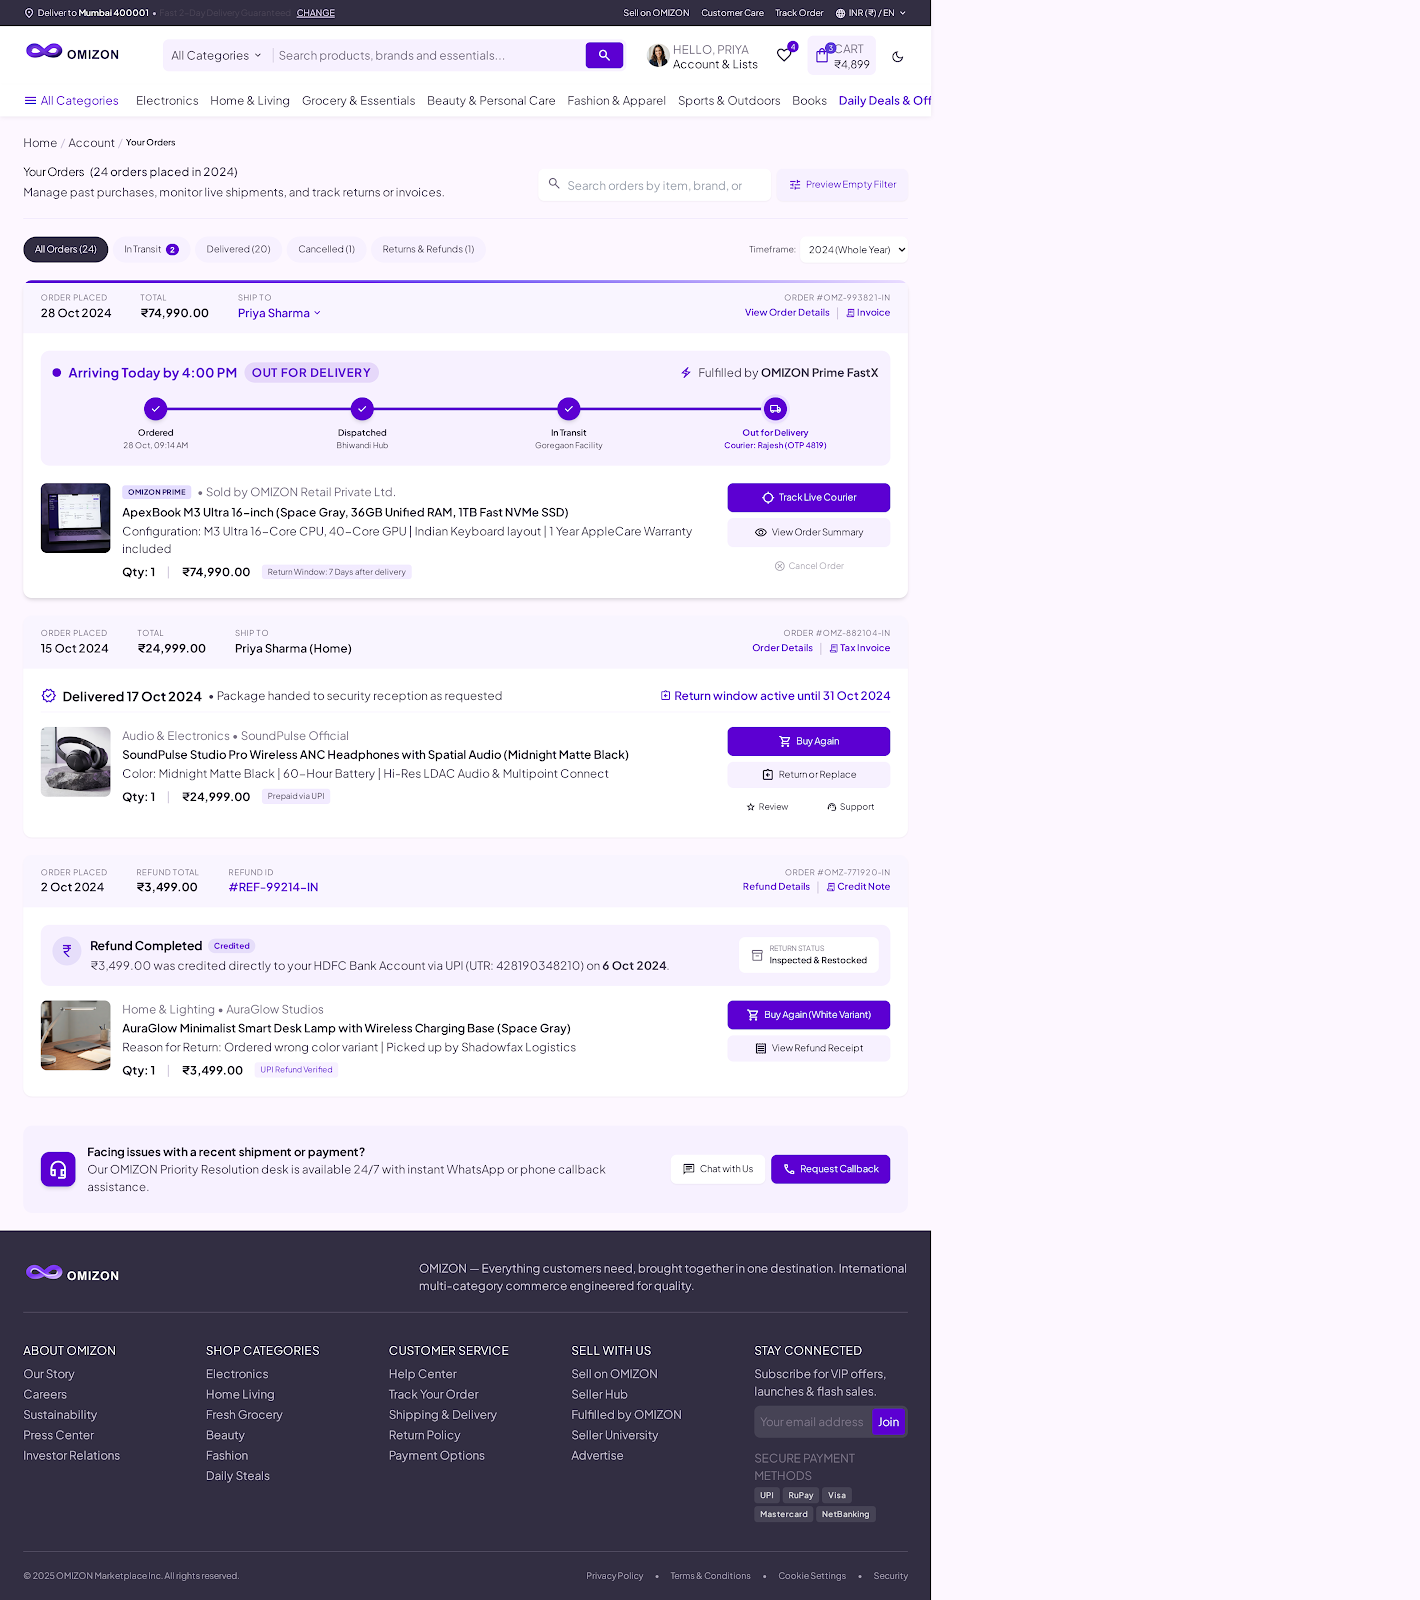 Deliver to Mumbai 400001 • Fast 2-Day Delivery Guaranteed CHANGE
Sell on OMIZON Customer Care Track Order INR (₹) / EN
OMIZON
All Categories Search products, brands and essentials...
HELLO, PRIYA
Account & Lists
4
3
CART
₹4,899
All Categories Electronics Home & Living Grocery & Essentials Beauty & Personal Care Fashion & Apparel Sports & Outdoors Books Daily Deals & Off
Home / Account / Your Orders
Your Orders (24 orders placed in 2024)
Manage past purchases, monitor live shipments, and track returns or invoices.
Search orders by item, brand, or
Preview Empty Filter
All Orders (24) In Transit 2 Delivered (20) Cancelled (1) Returns & Refunds (1)
Timeframe: 2024 (Whole Year)
ORDER PLACED TOTAL SHIP TO ORDER #OMZ-993821-IN
28 Oct 2024 ₹74,990.00 Priya Sharma View Order Details | Invoice
Arriving Today by 4:00 PM OUT FOR DELIVERY Fulfilled by OMIZON Prime FastX
Ordered Dispatched In Transit Out for Delivery
28 Oct, 09:14 AM Bhiwandi Hub Goregaon Facility Courier: Rajesh (OTP 4819)
OMIZON PRIME • Sold by OMIZON Retail Private Ltd.
ApexBook M3 Ultra 16-inch (Space Gray, 36GB Unified RAM, 1TB Fast NVMe SSD)
Configuration: M3 Ultra 16-Core CPU, 40-Core GPU | Indian Keyboard layout | 1 Year AppleCare Warranty
included
Qty: 1 | ₹74,990.00 Return Window: 7 Days after delivery
Track Live Courier
View Order Summary
Cancel Order
ORDER PLACED TOTAL SHIP TO ORDER #OMZ-882104-IN
15 Oct 2024 ₹24,999.00 Priya Sharma (Home) Order Details | Tax Invoice
Delivered 17 Oct 2024 • Package handed to security reception as requested Return window active until 31 Oct 2024
Audio & Electronics • SoundPulse Official
SoundPulse Studio Pro Wireless ANC Headphones with Spatial Audio (Midnight Matte Black)
Color: Midnight Matte Black | 60-Hour Battery | Hi-Res LDAC Audio & Multipoint Connect
Qty: 1 | ₹24,999.00 Prepaid via UPI
Buy Again
Return or Replace
Review Support
ORDER PLACED REFUND TOTAL REFUND ID ORDER #OMZ-771920-IN
2 Oct 2024 ₹3,499.00 #REF-99214-IN Refund Details | Credit Note
₹ Refund Completed Credited
₹3,499.00 was credited directly to your HDFC Bank Account via UPI (UTR: 428190348210) on 6 Oct 2024.
RETURN STATUS
Inspected & Restocked
Home & Lighting • AuraGlow Studios
AuraGlow Minimalist Smart Desk Lamp with Wireless Charging Base (Space Gray)
Reason for Return: Ordered wrong color variant | Picked up by Shadowfax Logistics
Qty: 1 | ₹3,499.00 UPI Refund Verified
Buy Again (White Variant)
View Refund Receipt
Facing issues with a recent shipment or payment?
Our OMIZON Priority Resolution desk is available 24/7 with instant WhatsApp or phone callback
assistance.
Chat with Us Request Callback
OMIZON
OMIZON — Everything customers need, brought together in one destination. International
multi-category commerce engineered for quality.
ABOUT OMIZON
Our Story
Careers
Sustainability
Press Center
Investor Relations
SHOP CATEGORIES
Electronics
Home Living
Fresh Grocery
Beauty
Fashion
Daily Steals
CUSTOMER SERVICE
Help Center
Track Your Order
Shipping & Delivery
Return Policy
Payment Options
SELL WITH US
Sell on OMIZON
Seller Hub
Fulfilled by OMIZON
Seller University
Advertise
STAY CONNECTED
Subscribe for VIP offers,
launches & flash sales.
Your email address Join
SECURE PAYMENT
METHODS
UPI RuPay Visa
Mastercard NetBanking
© 2025 OMIZON Marketplace Inc. All rights reserved.
Privacy Policy • Terms & Conditions • Cookie Settings • Security